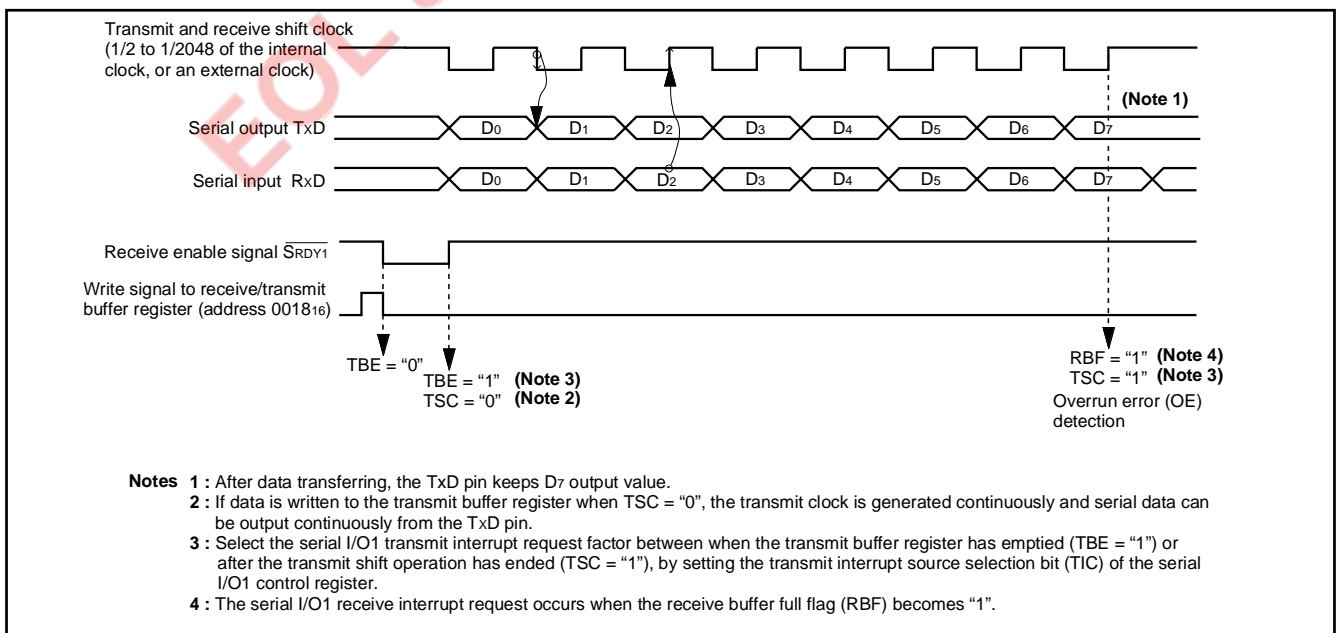 EOL
Transmit and receive shift clock
(1/2 to 1/2048 of the internal
clock, or an external clock)
(Note 1)
Serial output TxD
D0 D1 D2 D3 D4 D5 D6 D7
Serial input RxD
D0 D1 D2 D3 D4 D5 D6 D7
Receive enable signal SRDY1
Write signal to receive/transmit
buffer register (address 001816)
TBE = “0”
TBE = “1” (Note 3)
TSC = “0” (Note 2)
RBF = “1” (Note 4)
TSC = “1” (Note 3)
Overrun error (OE)
detection
Notes 1 : After data transferring, the TxD pin keeps D7 output value.
2 : If data is written to the transmit buffer register when TSC = “0”, the transmit clock is generated continuously and serial data can
be output continuously from the TxD pin.
3 : Select the serial I/O1 transmit interrupt request factor between when the transmit buffer register has emptied (TBE = “1”) or
after the transmit shift operation has ended (TSC = “1”), by setting the transmit interrupt source selection bit (TIC) of the serial
I/O1 control register.
4 : The serial I/O1 receive interrupt request occurs when the receive buffer full flag (RBF) becomes “1”.